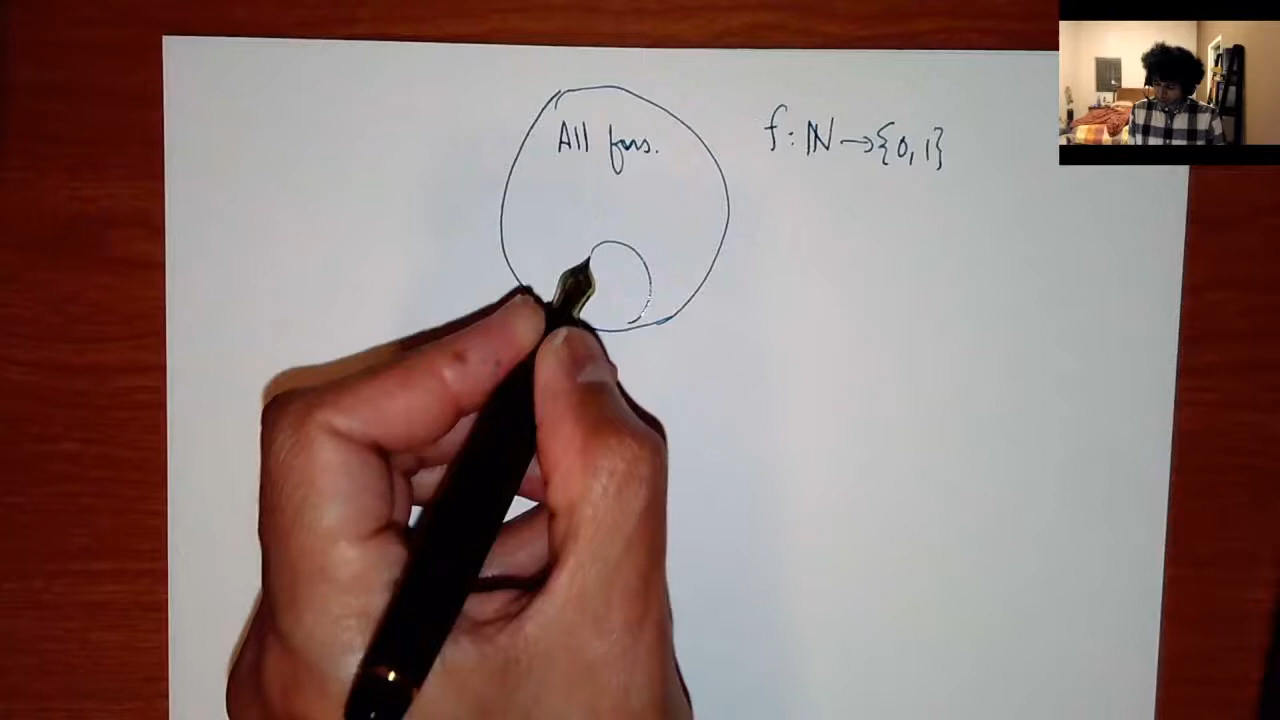 All fns.
f: ℕ → {0, 1}